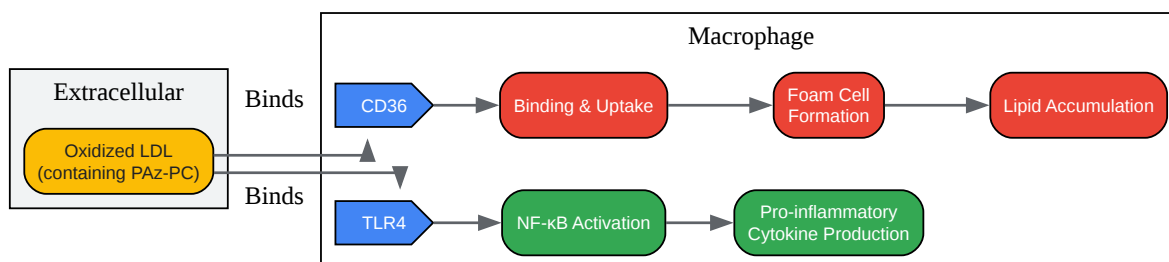 Macrophage
Extracellular
Binds
CD36
Binding & Uptake
Foam Cell
Formation
Lipid Accumulation
Oxidized LDL
(containing PAz-PC)
Binds
TLR4
NF-κB Activation
Pro-inflammatory
Cytokine Production